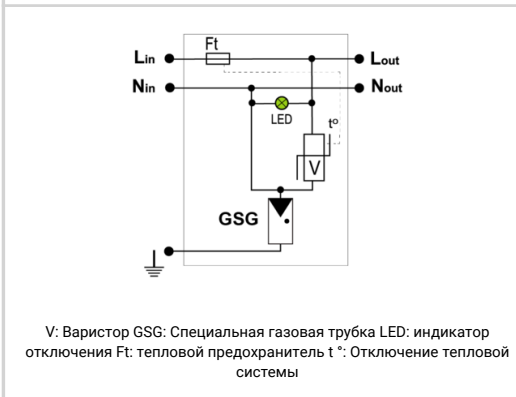 Ft
Lin
Lout
Nin
Nout
LED
t°
V
GSG
V: Варистор GSG: Специальная газовая трубка LED: индикатор
отключения Ft: тепловой предохранитель t °: Отключение тепловой
системы